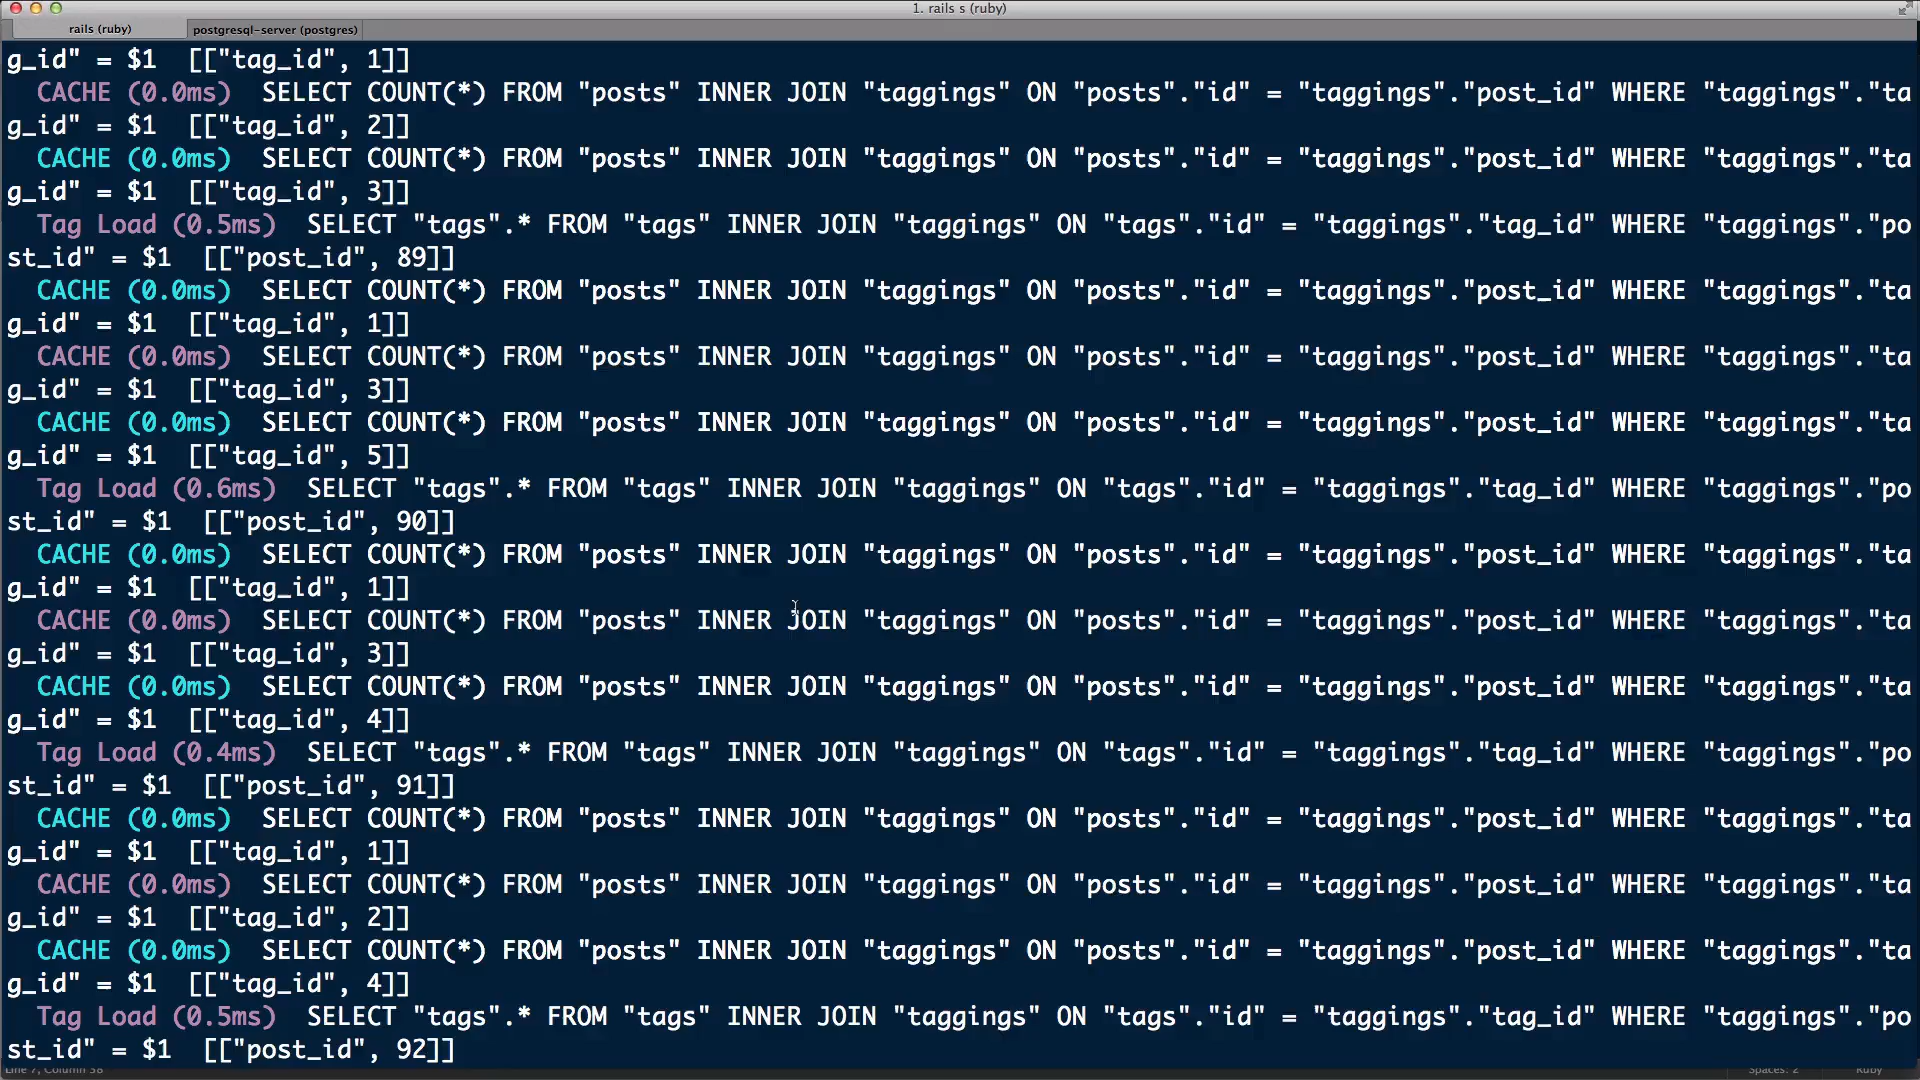 1. rails s (ruby)
rails (ruby)
postgresql-server (postgres)
g_id" = $1  [["tag_id", 1]]
CACHE (0.0ms)  SELECT COUNT(*) FROM "posts" INNER JOIN "taggings" ON "posts"."id" = "taggings"."post_id" WHERE "taggings"."ta
g_id" = $1  [["tag_id", 2]]
CACHE (0.0ms)  SELECT COUNT(*) FROM "posts" INNER JOIN "taggings" ON "posts"."id" = "taggings"."post_id" WHERE "taggings"."ta
g_id" = $1  [["tag_id", 3]]
Tag Load (0.5ms)  SELECT "tags".* FROM "tags" INNER JOIN "taggings" ON "tags"."id" = "taggings"."tag_id" WHERE "taggings"."po
st_id" = $1  [["post_id", 89]]
CACHE (0.0ms)  SELECT COUNT(*) FROM "posts" INNER JOIN "taggings" ON "posts"."id" = "taggings"."post_id" WHERE "taggings"."ta
g_id" = $1  [["tag_id", 1]]
CACHE (0.0ms)  SELECT COUNT(*) FROM "posts" INNER JOIN "taggings" ON "posts"."id" = "taggings"."post_id" WHERE "taggings"."ta
g_id" = $1  [["tag_id", 3]]
CACHE (0.0ms)  SELECT COUNT(*) FROM "posts" INNER JOIN "taggings" ON "posts"."id" = "taggings"."post_id" WHERE "taggings"."ta
g_id" = $1  [["tag_id", 5]]
Tag Load (0.6ms)  SELECT "tags".* FROM "tags" INNER JOIN "taggings" ON "tags"."id" = "taggings"."tag_id" WHERE "taggings"."po
st_id" = $1  [["post_id", 90]]
CACHE (0.0ms)  SELECT COUNT(*) FROM "posts" INNER JOIN "taggings" ON "posts"."id" = "taggings"."post_id" WHERE "taggings"."ta
g_id" = $1  [["tag_id", 1]]
CACHE (0.0ms)  SELECT COUNT(*) FROM "posts" INNER JOIN "taggings" ON "posts"."id" = "taggings"."post_id" WHERE "taggings"."ta
g_id" = $1  [["tag_id", 3]]
CACHE (0.0ms)  SELECT COUNT(*) FROM "posts" INNER JOIN "taggings" ON "posts"."id" = "taggings"."post_id" WHERE "taggings"."ta
g_id" = $1  [["tag_id", 4]]
Tag Load (0.4ms)  SELECT "tags".* FROM "tags" INNER JOIN "taggings" ON "tags"."id" = "taggings"."tag_id" WHERE "taggings"."po
st_id" = $1  [["post_id", 91]]
CACHE (0.0ms)  SELECT COUNT(*) FROM "posts" INNER JOIN "taggings" ON "posts"."id" = "taggings"."post_id" WHERE "taggings"."ta
g_id" = $1  [["tag_id", 1]]
CACHE (0.0ms)  SELECT COUNT(*) FROM "posts" INNER JOIN "taggings" ON "posts"."id" = "taggings"."post_id" WHERE "taggings"."ta
g_id" = $1  [["tag_id", 2]]
CACHE (0.0ms)  SELECT COUNT(*) FROM "posts" INNER JOIN "taggings" ON "posts"."id" = "taggings"."post_id" WHERE "taggings"."ta
g_id" = $1  [["tag_id", 4]]
Tag Load (0.5ms)  SELECT "tags".* FROM "tags" INNER JOIN "taggings" ON "tags"."id" = "taggings"."tag_id" WHERE "taggings"."po
st_id" = $1  [["post_id", 92]]
Line 7, Column 38
Spaces: 2
Ruby